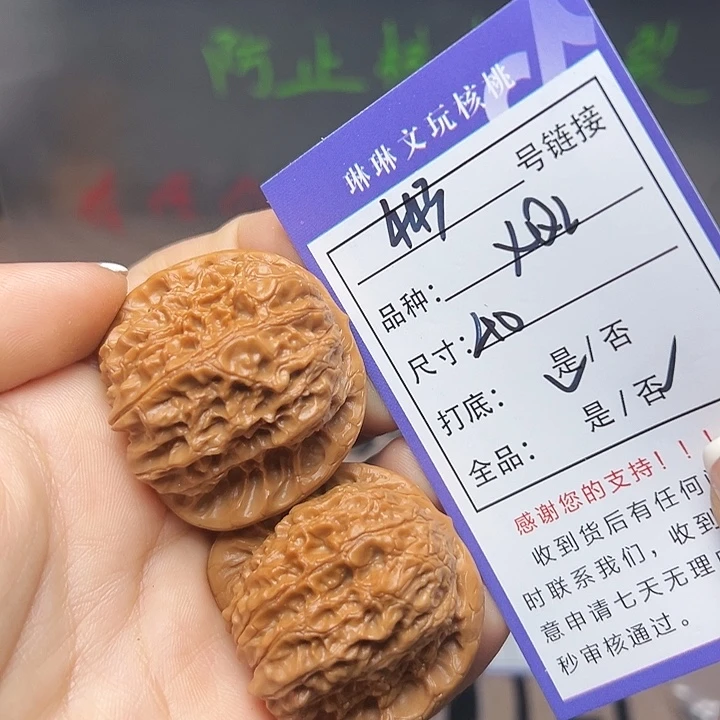 防止
琳琳文玩核桃
号链接
品种：XQL
尺寸：40
打底： 是/否
全品： 是/否
感谢您的支持！！！
收到货后有任何
时联系我们，收到
意申请七天无理
秒审核通过。